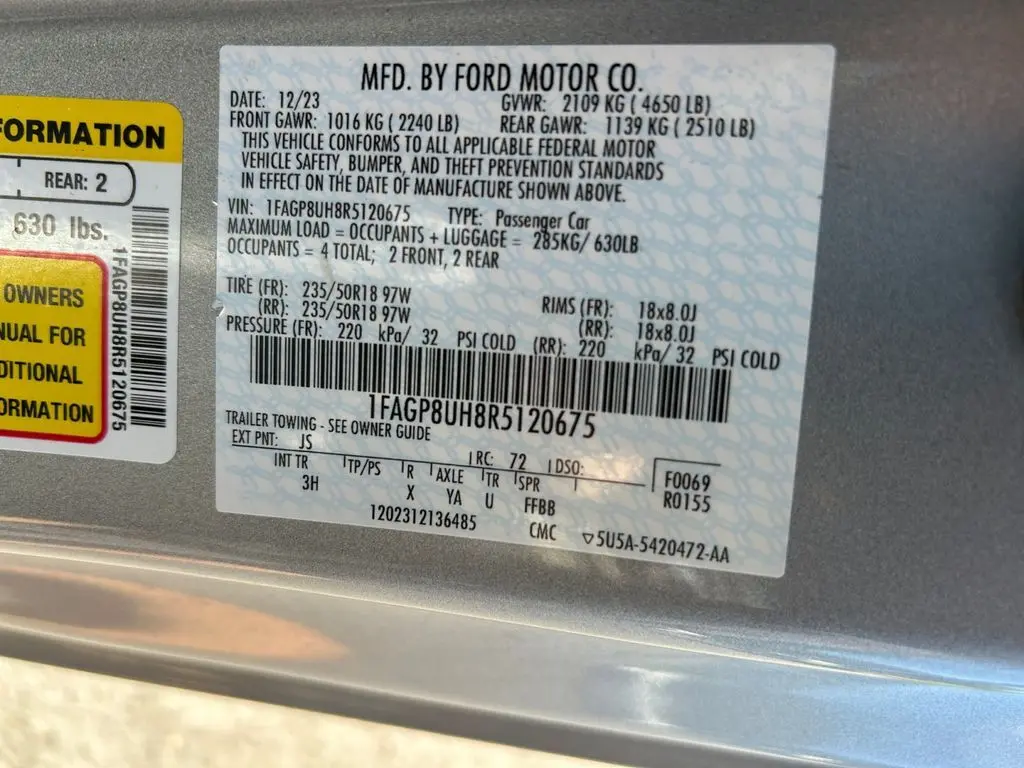 FORMATION
REAR: 2
630 lbs.
OWNERS
NUAL FOR
DITIONAL
ORMATION
1FAGP8UH8R5120675
MFD. BY FORD MOTOR CO.
DATE: 12/23 GVWR: 2109 KG ( 4650 LB)
FRONT GAWR: 1016 KG ( 2240 LB) REAR GAWR: 1139 KG ( 2510 LB)
THIS VEHICLE CONFORMS TO ALL APPLICABLE FEDERAL MOTOR
VEHICLE SAFETY, BUMPER, AND THEFT PREVENTION STANDARDS
IN EFFECT ON THE DATE OF MANUFACTURE SHOWN ABOVE.
VIN: 1FAGP8UH8R5120675 TYPE: Passenger Car
MAXIMUM LOAD = OCCUPANTS + LUGGAGE = 285KG/ 630LB
OCCUPANTS = 4 TOTAL; 2 FRONT, 2 REAR
TIRE (FR): 235/50R18 97W RIMS (FR): 18x8.0J
(RR): 235/50R18 97W (RR): 18x8.0J
PRESSURE (FR): 220 kPa/ 32 PSI COLD (RR): 220 kPa/ 32 PSI COLD
1FAGP8UH8R5120675
TRAILER TOWING - SEE OWNER GUIDE
EXT PNT: JS RC: 72 DSO: F0069
INT TR TP/PS R AXLE TR SPR R0155
3H X YA U FFBB
1202312136485 CMC ▽5U5A-5420472-AA